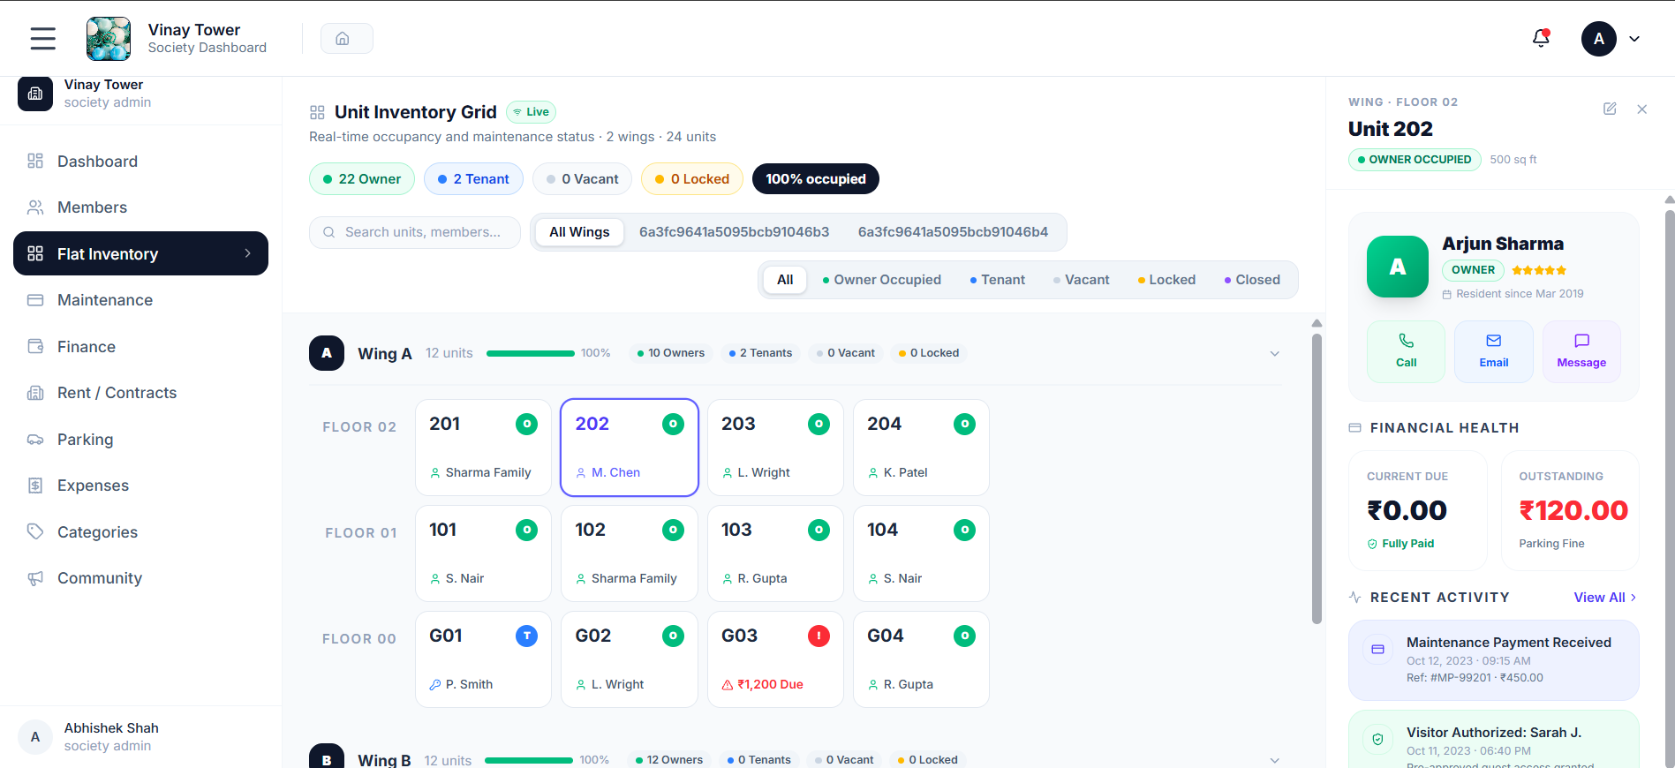 Vinay Tower
Society Dashboard
A
Vinay Tower
society admin
Dashboard
Members
Flat Inventory
Maintenance
Finance
Rent / Contracts
Parking
Expenses
Categories
Community
A
Abhishek Shah
society admin
Unit Inventory Grid
Live
Real-time occupancy and maintenance status · 2 wings · 24 units
22 Owner
2 Tenant
0 Vacant
0 Locked
100% occupied
Search units, members...
All Wings
6a3fc9641a5095bcb91046b3
6a3fc9641a5095bcb91046b4
All
Owner Occupied
Tenant
Vacant
Locked
Closed
A Wing A 12 units 100% 10 Owners 2 Tenants 0 Vacant 0 Locked
FLOOR 02
201 O
Sharma Family
202 O
M. Chen
203 O
L. Wright
204 O
K. Patel
FLOOR 01
101 O
S. Nair
102 O
Sharma Family
103 O
R. Gupta
104 O
S. Nair
FLOOR 00
G01 T
P. Smith
G02 O
L. Wright
G03 !
₹1,200 Due
G04 O
R. Gupta
B Wing B 12 units 100% 12 Owners 0 Tenants 0 Vacant 0 Locked
WING · FLOOR 02
Unit 202
OWNER OCCUPIED 500 sq ft
A
Arjun Sharma
OWNER
Resident since Mar 2019
Call
Email
Message
FINANCIAL HEALTH
CURRENT DUE
₹0.00
Fully Paid
OUTSTANDING
₹120.00
Parking Fine
RECENT ACTIVITY
View All
Maintenance Payment Received
Oct 12, 2023 · 09:15 AM
Ref: #MP-99201 · ₹450.00
Visitor Authorized: Sarah J.
Oct 11, 2023 · 06:40 PM
Pre-approved guest access granted